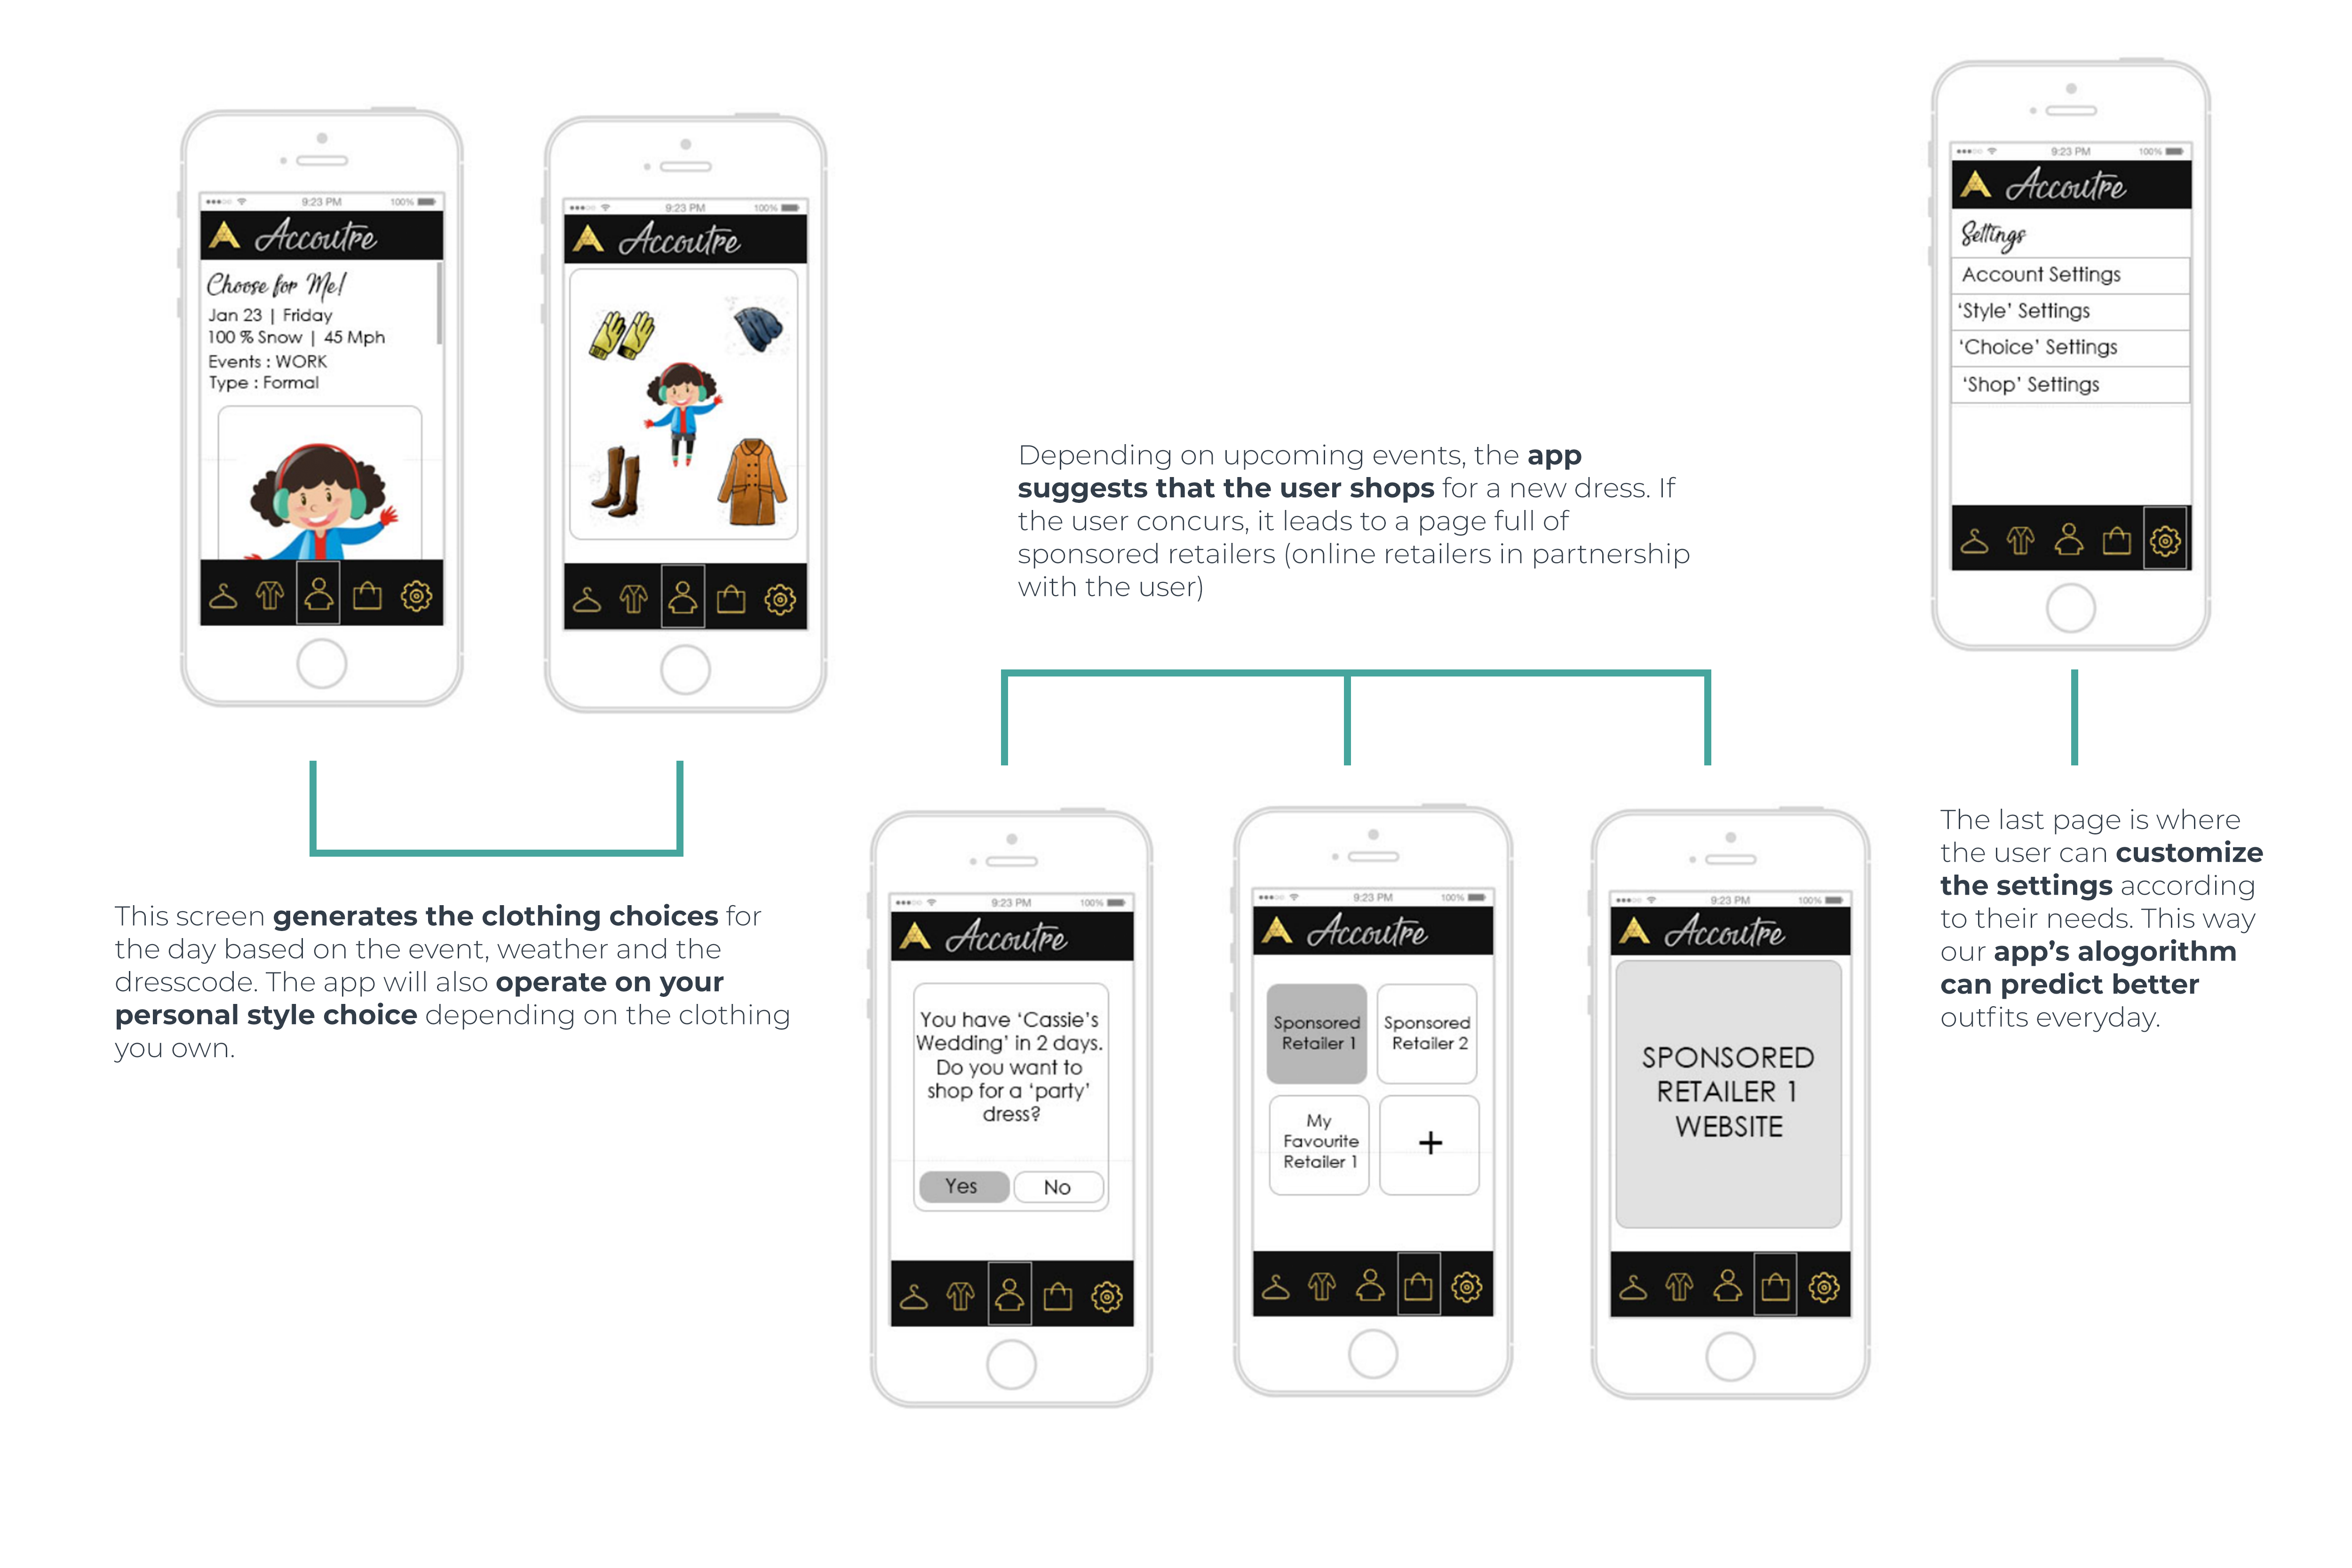 9:23 PM 100%
Accoutre
Choose for Me!
Jan 23 | Friday
100 % Snow | 45 Mph
Events : WORK
Type : Formal
9:23 PM 100%
Accoutre
This screen generates the clothing choices for
the day based on the event, weather and the
dresscode. The app will also operate on your
personal style choice depending on the clothing
you own.
Depending on upcoming events, the app
suggests that the user shops for a new dress. If
the user concurs, it leads to a page full of
sponsored retailers (online retailers in partnership
with the user)
9:23 PM 100%
Accoutre
You have ‘Cassie’s
Wedding’ in 2 days.
Do you want to
shop for a ‘party’
dress?
Yes No
9:23 PM 100%
Accoutre
Sponsored
Retailer 1
Sponsored
Retailer 2
My
Favourite
Retailer 1
+
9:23 PM 100%
Accoutre
SPONSORED
RETAILER 1
WEBSITE
9:23 PM 100%
Accoutre
Settings
Account Settings
‘Style’ Settings
‘Choice’ Settings
‘Shop’ Settings
The last page is where
the user can customize
the settings according
to their needs. This way
our app’s alogorithm
can predict better
outfits everyday.